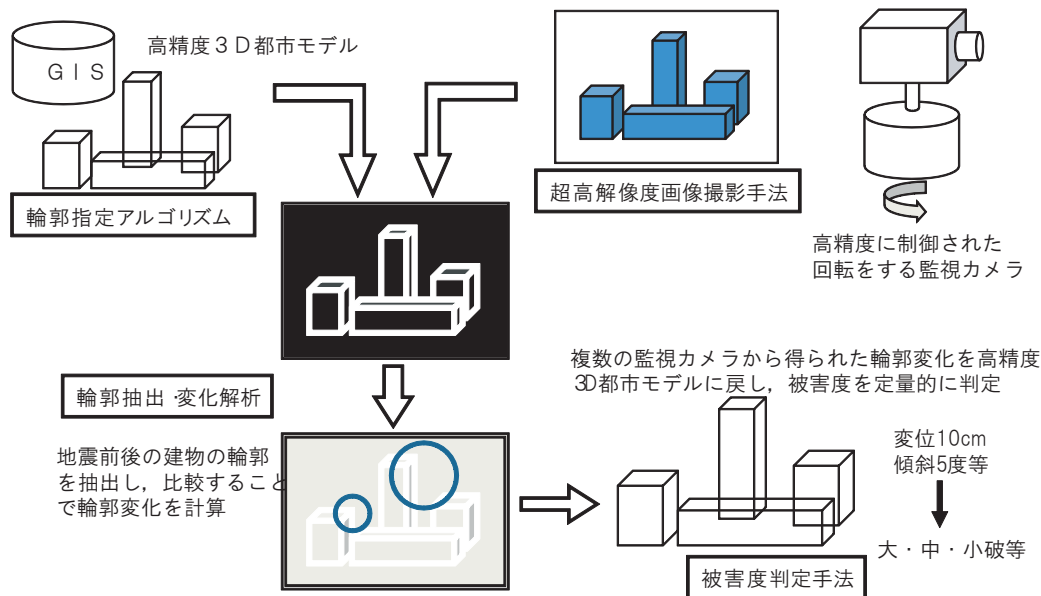 GIS
高精度3D都市モデル
輪郭指定アルゴリズム
超高解像度画像撮影手法
高精度に制御された
回転をする監視カメラ
輪郭抽出・変化解析
地震前後の建物の輪郭
を抽出し，比較すること
で輪郭変化を計算
複数の監視カメラから得られた輪郭変化を高精度
3D都市モデルに戻し，被害度を定量的に判定
変位10cm
傾斜5度等
大・中・小破等
被害度判定手法